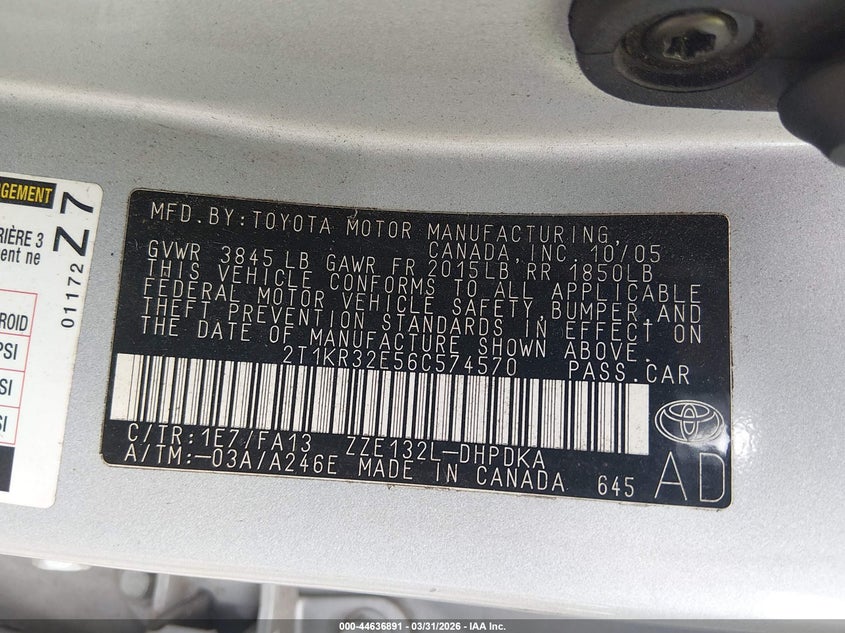 GEMENT
RIÈRE 3
ment ne
ROID
PSI
SI
SI
01172
Z7
MFD.BY:TOYOTA MOTOR MANUFACTURING,
CANADA,INC. 10/05
GVWR 3845LB GAWR FR 2015LB RR 1850LB
THIS VEHICLE CONFORMS TO ALL APPLICABLE
FEDERAL MOTOR VEHICLE SAFETY,BUMPER,AND
THEFT PREVENTION STANDARDS IN EFFECT ON
THE DATE OF MANUFACTURE SHOWN ABOVE.
2T1KR32E56C574570 PASS.CAR
C/TR:1E7/FA13 ZZE132L-DHPDKA
A/TM:-03A/A246E MADE IN CANADA 645
AD
000-44636891 - 03/31/2026 - IAA Inc.